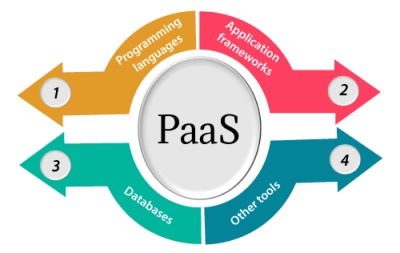 Programming
languages
1
Application
frameworks
2
PaaS
3
Databases
4
Other tools